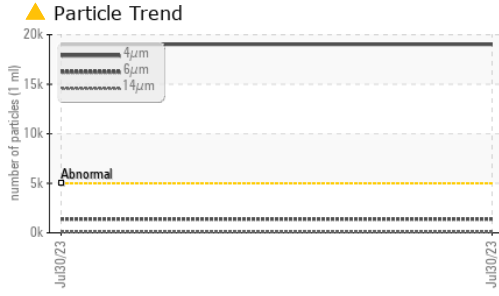 Particle Trend
number of particles (1 ml)
20k
15k
10k
5k
0k
4µm
6µm
14µm
Abnormal
Jul30/23
Jul30/23